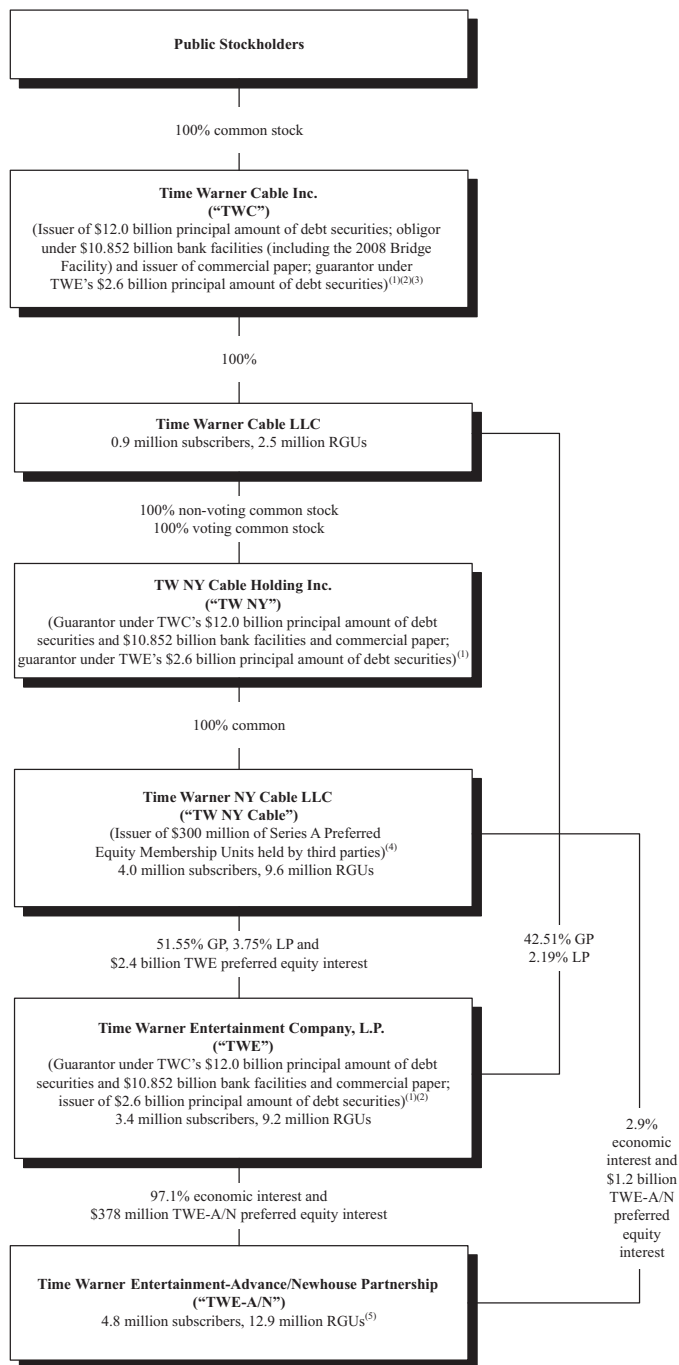 Public Stockholders
100% common stock
Time Warner Cable Inc.
(“TWC”)
(Issuer of $12.0 billion principal amount of debt securities; obligor
under $10.852 billion bank facilities (including the 2008 Bridge
Facility) and issuer of commercial paper; guarantor under
TWE’s $2.6 billion principal amount of debt securities)(1)(2)(3)
100%
Time Warner Cable LLC
0.9 million subscribers, 2.5 million RGUs
100% non-voting common stock
100% voting common stock
TW NY Cable Holding Inc.
(“TW NY”)
(Guarantor under TWC’s $12.0 billion principal amount of debt
securities and $10.852 billion bank facilities and commercial paper;
guarantor under TWE’s $2.6 billion principal amount of debt securities)(1)
100% common
Time Warner NY Cable LLC
(“TW NY Cable”)
(Issuer of $300 million of Series A Preferred
Equity Membership Units held by third parties)(4)
4.0 million subscribers, 9.6 million RGUs
51.55% GP, 3.75% LP and
$2.4 billion TWE preferred equity interest
42.51% GP
2.19% LP
Time Warner Entertainment Company, L.P.
(“TWE”)
(Guarantor under TWC’s $12.0 billion principal amount of debt
securities and $10.852 billion bank facilities and commercial paper;
issuer of $2.6 billion principal amount of debt securities)(1)(2)
3.4 million subscribers, 9.2 million RGUs
97.1% economic interest and
$378 million TWE-A/N preferred equity interest
2.9%
economic
interest and
$1.2 billion
TWE-A/N
preferred
equity
interest
Time Warner Entertainment-Advance/Newhouse Partnership
(“TWE-A/N”)
4.8 million subscribers, 12.9 million RGUs(5)